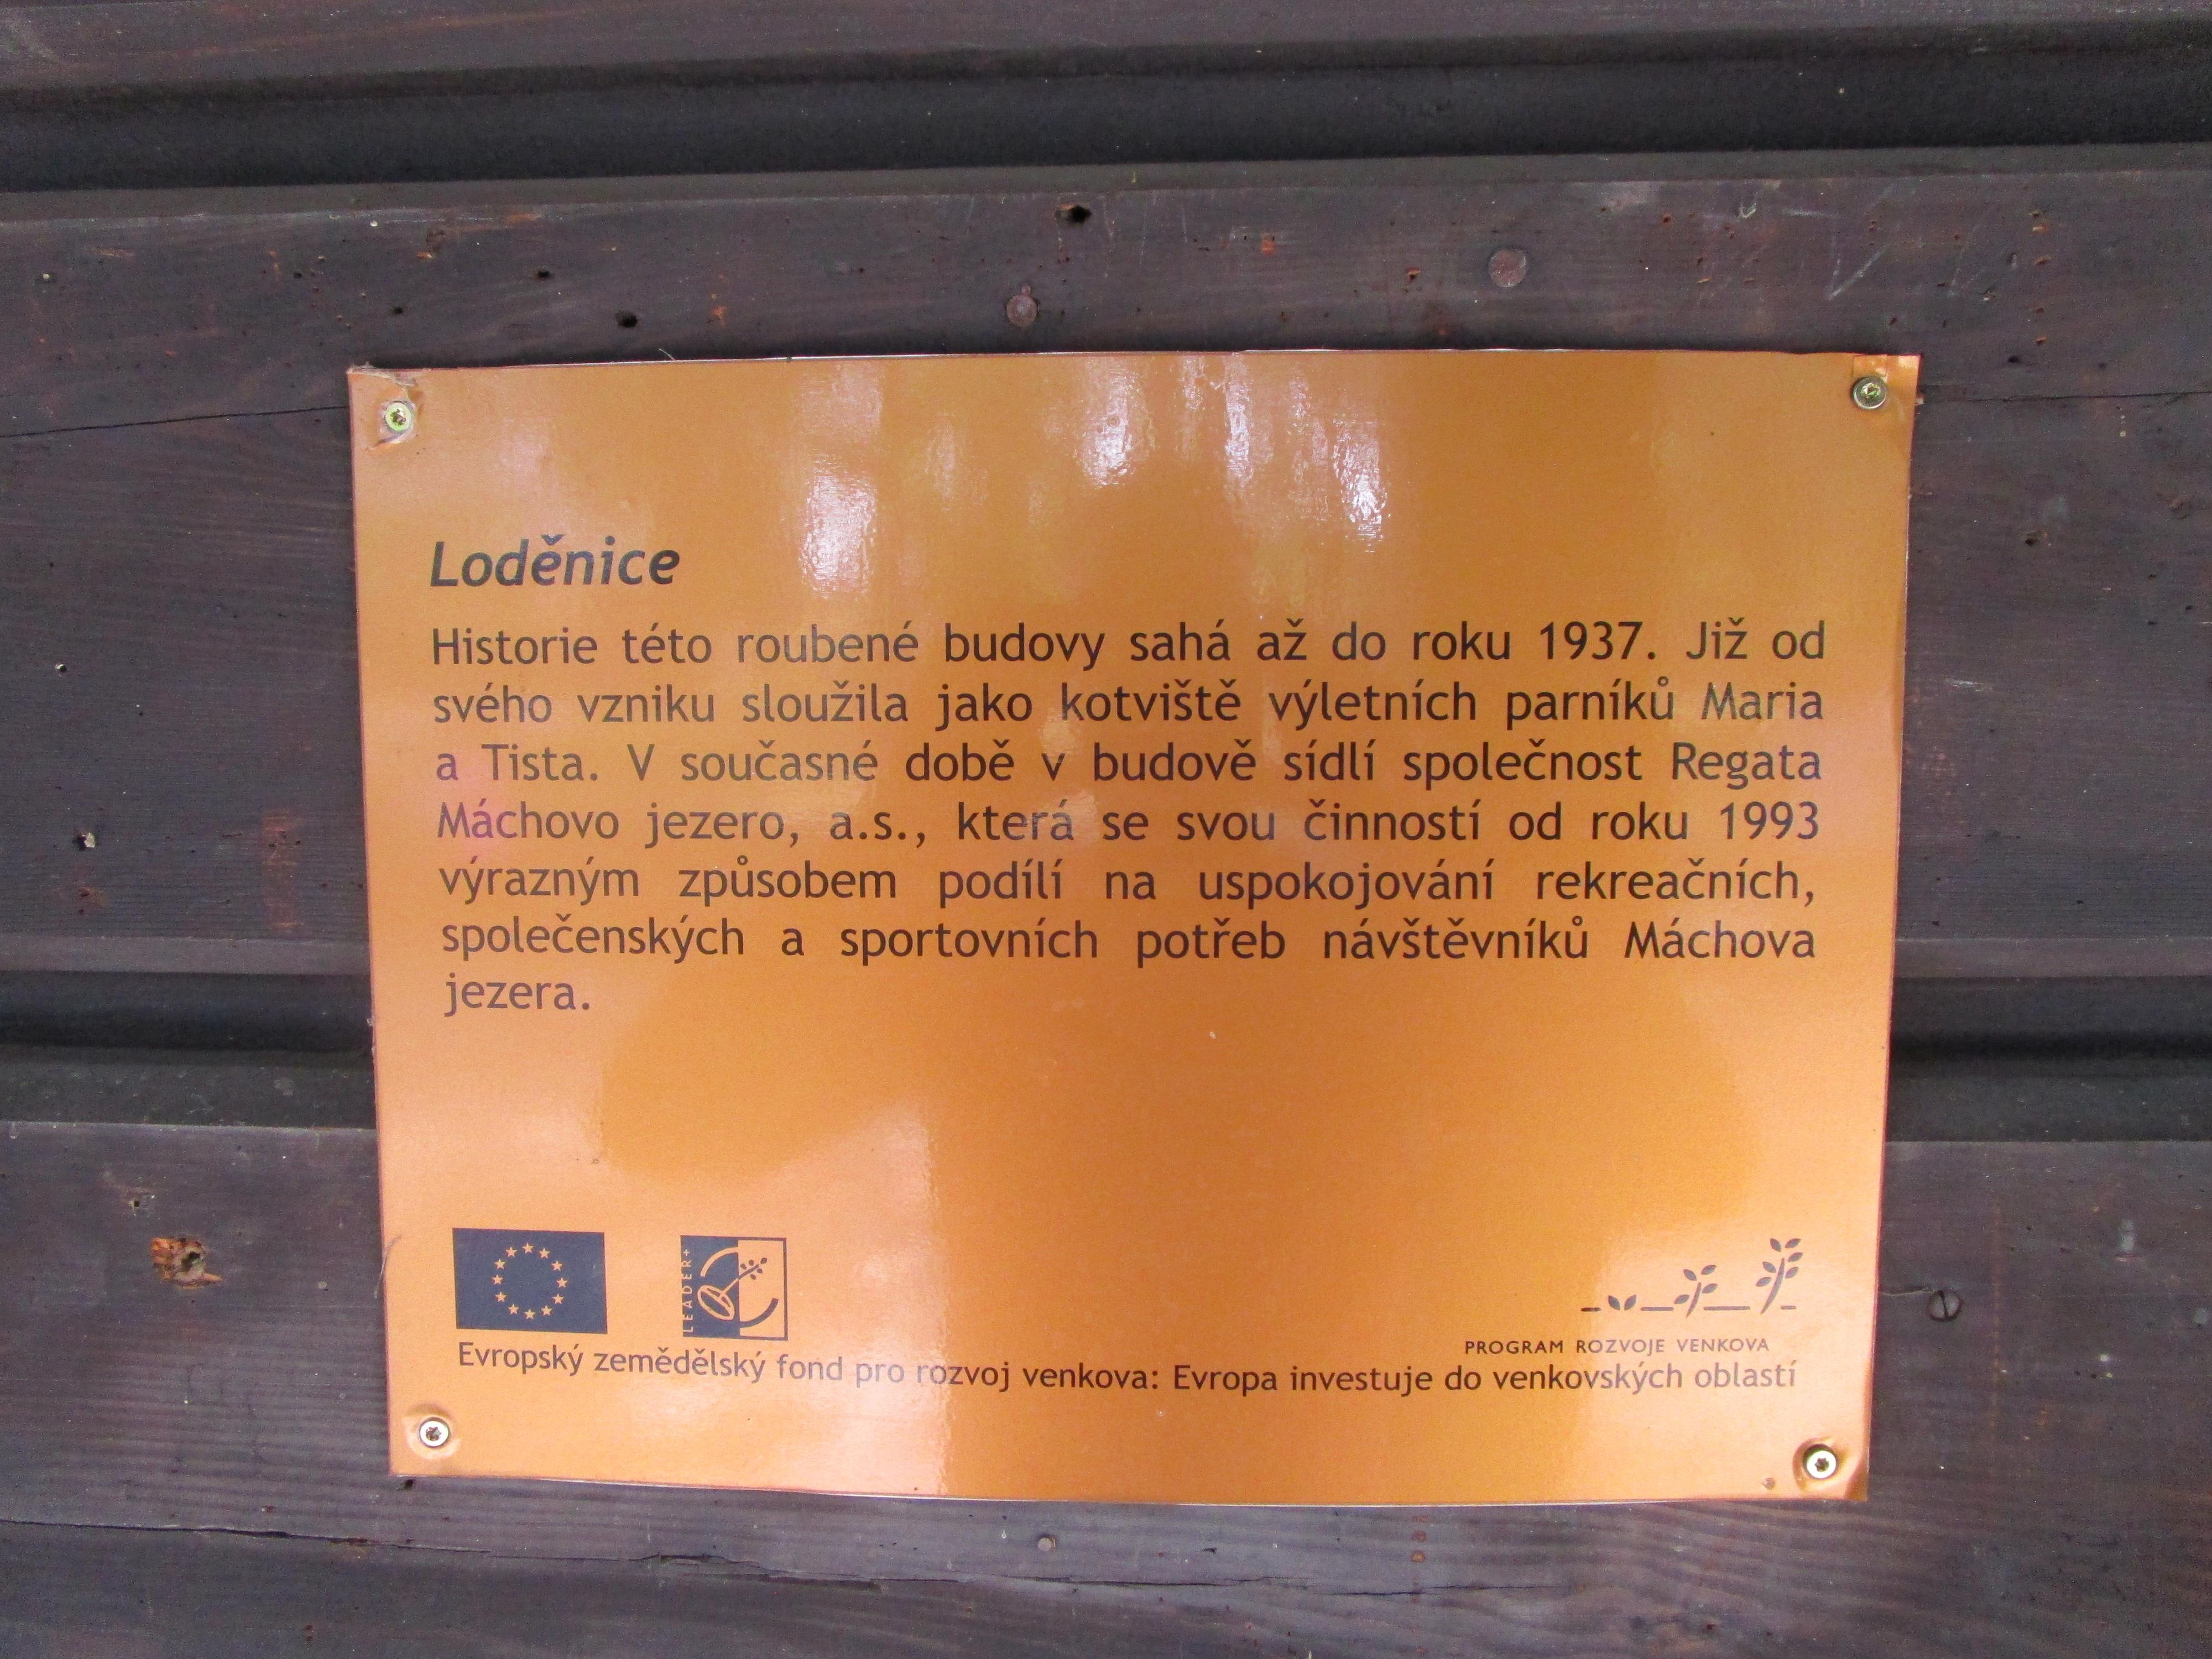 Loděnice
Historie této roubené budovy sahá až do roku 1937. Již od
svého vzniku sloužila jako kotviště výletních parníků Maria
a Tista. V současné době v budově sídlí společnost Regata
Máchovo jezero, a.s., která se svou činností od roku 1993
výrazným způsobem podílí na uspokojování rekreačních,
společenských a sportovních potřeb návštěvníků Máchova
jezera.
LEADER+
PROGRAM ROZVOJE VENKOVA
Evropský zemědělský fond pro rozvoj venkova: Evropa investuje do venkovských oblastí